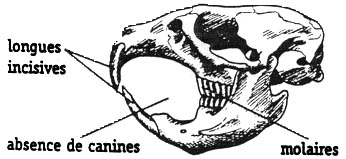 longues
incisives
absence de canines
molaires